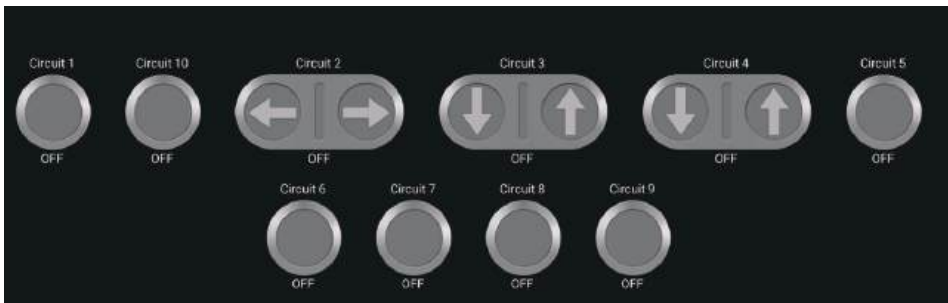 Circuit 1 Circuit 10 Circuit 2 Circuit 3 Circuit 4 Circuit 5
OFF OFF OFF OFF OFF OFF
Circuit 6 Circuit 7 Circuit 8 Circuit 9
OFF OFF OFF OFF